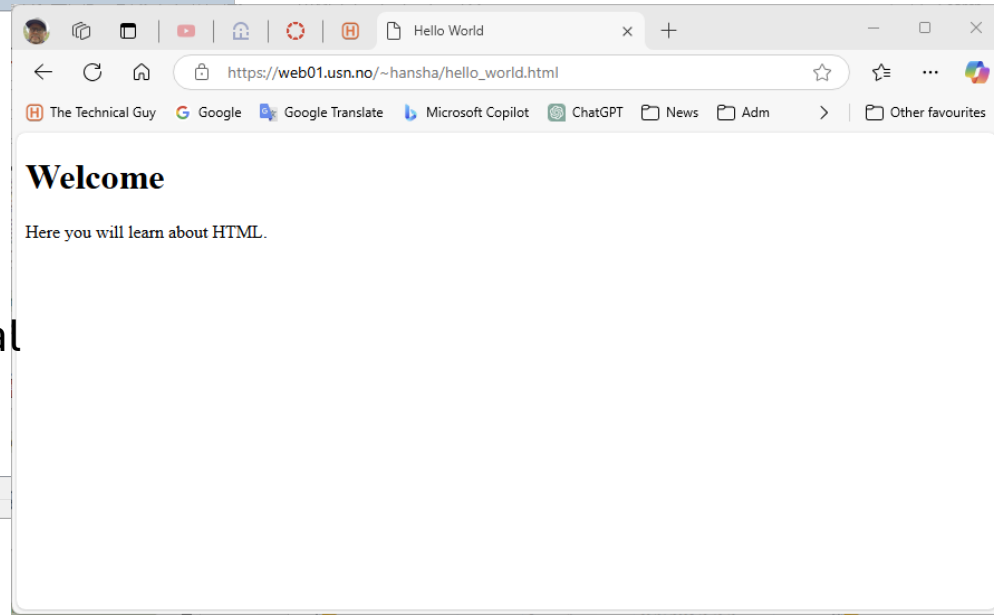 Hello World
https://web01.usn.no/~hansha/hello_world.html
H The Technical Guy G Google Google Translate Microsoft Copilot ChatGPT News Adm Other favourites
Welcome
Here you will learn about HTML.
al